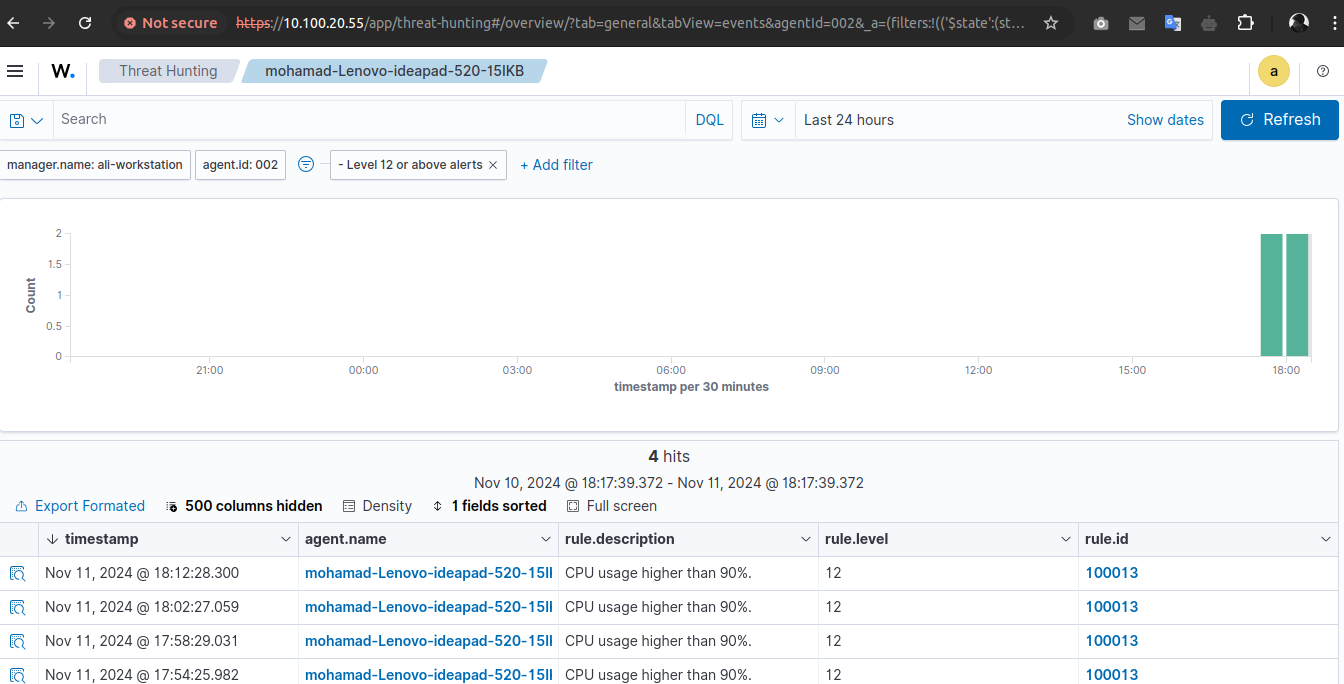 Not secure https://10.100.20.55/app/threat-hunting#/overview/?tab=general&tabView=events&agentId=002&_a=(filters:!(('$state':(st...
W. Threat Hunting mohamad-Lenovo-ideapad-520-15IKB a
Search DQL Last 24 hours Show dates Refresh
manager.name: ali-workstation agent.id: 002 - Level 12 or above alerts + Add filter
2
1.5
1
0.5
0
Count
21:00 00:00 03:00 06:00 09:00 12:00 15:00 18:00
timestamp per 30 minutes
4 hits
Nov 10, 2024 @ 18:17:39.372 - Nov 11, 2024 @ 18:17:39.372
Export Formated 500 columns hidden Density 1 fields sorted Full screen
timestamp agent.name rule.description rule.level rule.id
Nov 11, 2024 @ 18:12:28.300 mohamad-Lenovo-ideapad-520-15II CPU usage higher than 90%. 12 100013
Nov 11, 2024 @ 18:02:27.059 mohamad-Lenovo-ideapad-520-15II CPU usage higher than 90%. 12 100013
Nov 11, 2024 @ 17:58:29.031 mohamad-Lenovo-ideapad-520-15II CPU usage higher than 90%. 12 100013
Nov 11, 2024 @ 17:54:25.982 mohamad-Lenovo-ideapad-520-15II CPU usage higher than 90%. 12 100013